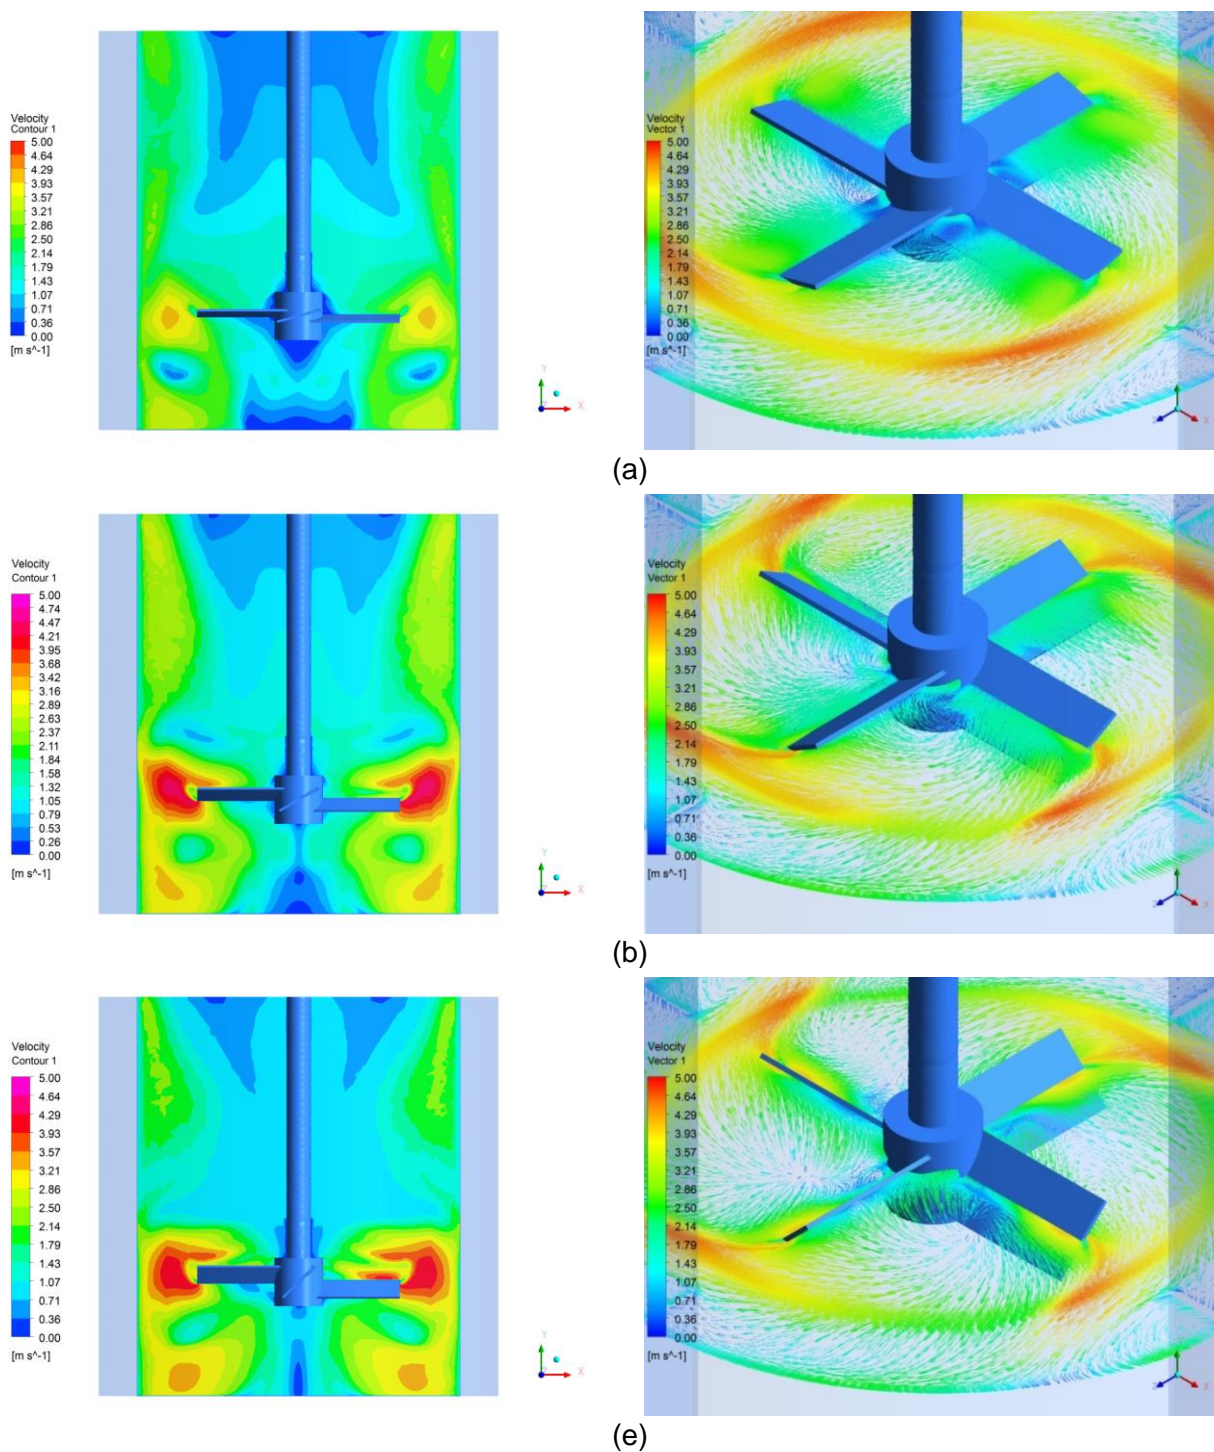 Velocity
Contour 1
5.00
4.64
4.29
3.93
3.57
3.21
2.86
2.50
2.14
1.79
1.43
1.07
0.71
0.36
0.00
[m s^-1]
Y
Z
X
Velocity
Vector 1
5.00
4.64
4.29
3.93
3.57
3.21
2.86
2.50
2.14
1.79
1.43
1.07
0.71
0.36
0.00
[m s^-1]
Z
X
(a)
Velocity
Contour 1
5.00
4.74
4.47
4.21
3.95
3.68
3.42
3.16
2.89
2.63
2.37
2.11
1.84
1.58
1.32
1.05
0.79
0.53
0.26
0.00
[m s^-1]
Y
Z
X
Velocity
Vector 1
5.00
4.64
4.29
3.93
3.57
3.21
2.86
2.50
2.14
1.79
1.43
1.07
0.71
0.36
0.00
[m s^-1]
Z
X
(b)
Velocity
Contour 1
5.00
4.64
4.29
3.93
3.57
3.21
2.86
2.50
2.14
1.79
1.43
1.07
0.71
0.36
0.00
[m s^-1]
Y
Z
X
Velocity
Vector 1
5.00
4.64
4.29
3.93
3.57
3.21
2.86
2.50
2.14
1.79
1.43
1.07
0.71
0.36
0.00
[m s^-1]
Z
X
(e)